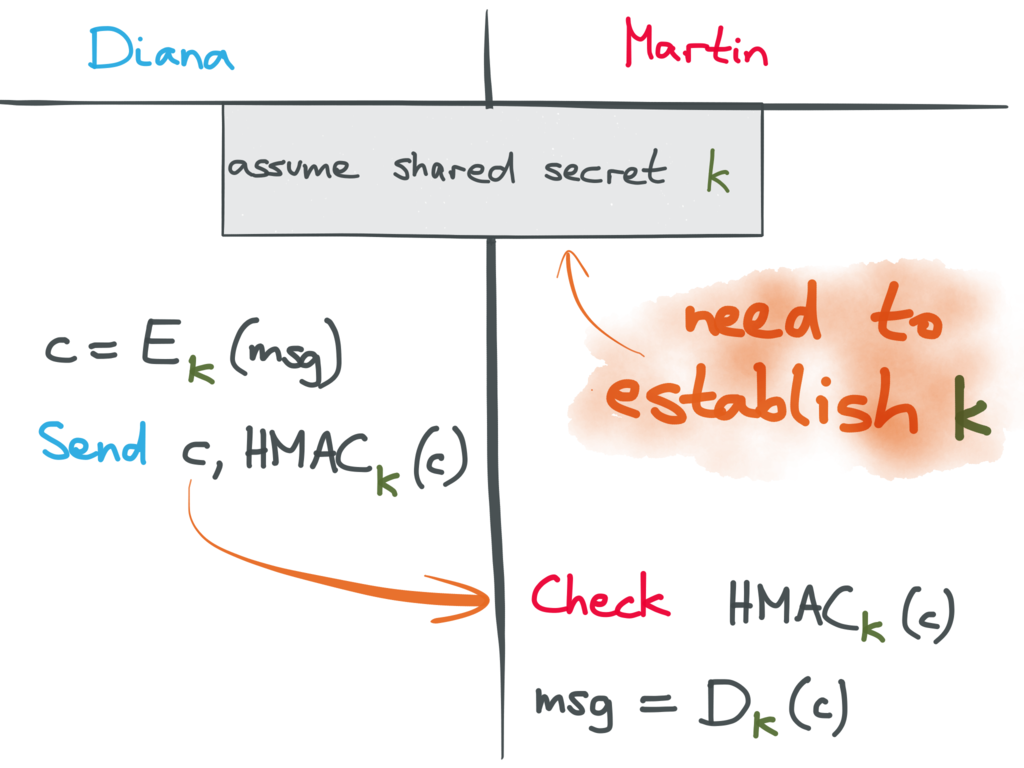 Diana
Martin
assume shared secret k
need to
establish k
c = E_k (msg)
Send c, HMAC_k (c)
Check HMAC_k (c)
msg = D_k (c)